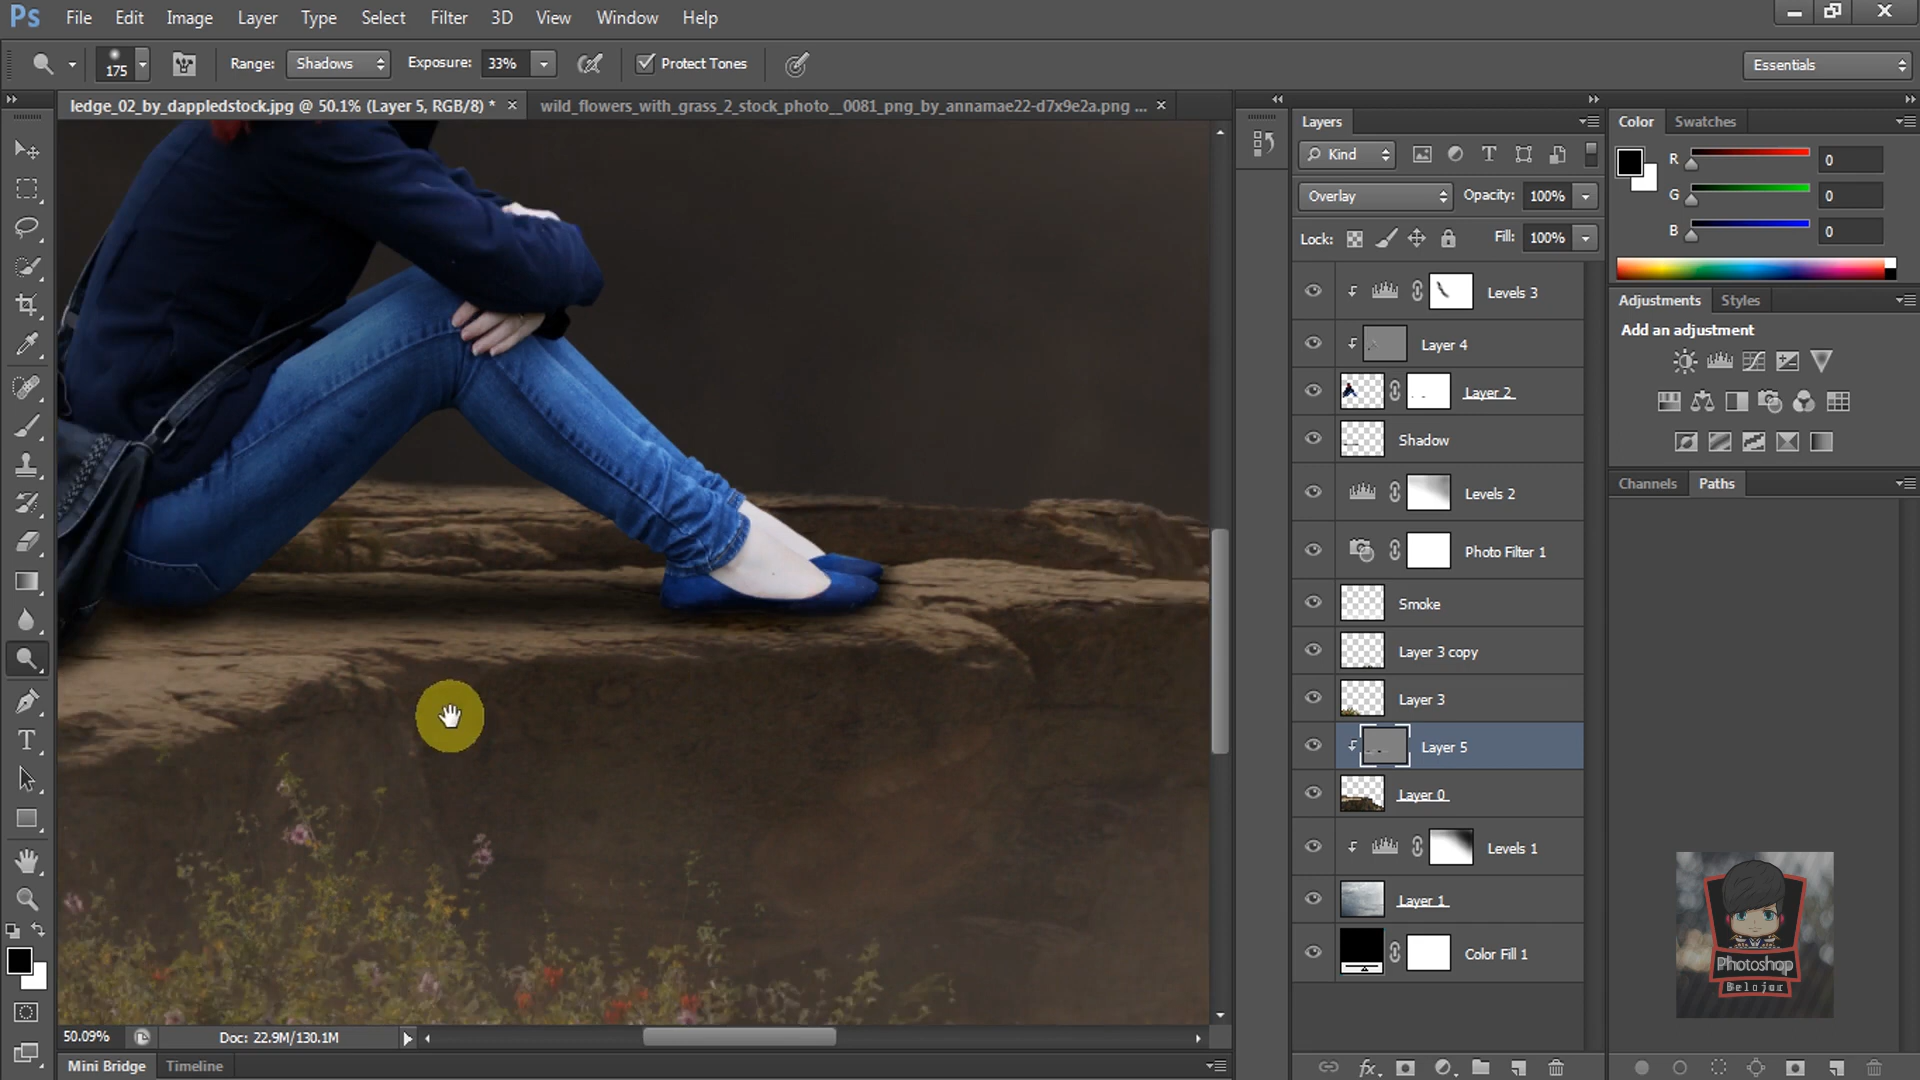 Ps File Edit Image Layer Type Select Filter 3D View Window Help
175 Range: Shadows Exposure: 33% Protect Tones Essentials
ledge_02_by_dappledstock.jpg @ 50.1% (Layer 5, RGB/8) * wild_flowers_with_grass_2_stock_photo__0081_png_by_annamae22-d7x9e2a.png ...
Layers
Kind
Overlay Opacity: 100%
Lock: Fill: 100%
Levels 3
Layer 4
Layer 2
Shadow
Levels 2
Photo Filter 1
Smoke
Layer 3 copy
Layer 3
Layer 5
Layer 0
Levels 1
Layer 1
Color Fill 1
Color Swatches
R 0
G 0
B 0
Adjustments Styles
Add an adjustment
Channels Paths
Photoshop
Belajar
50.09% Doc: 22.9M/130.1M
Mini Bridge Timeline